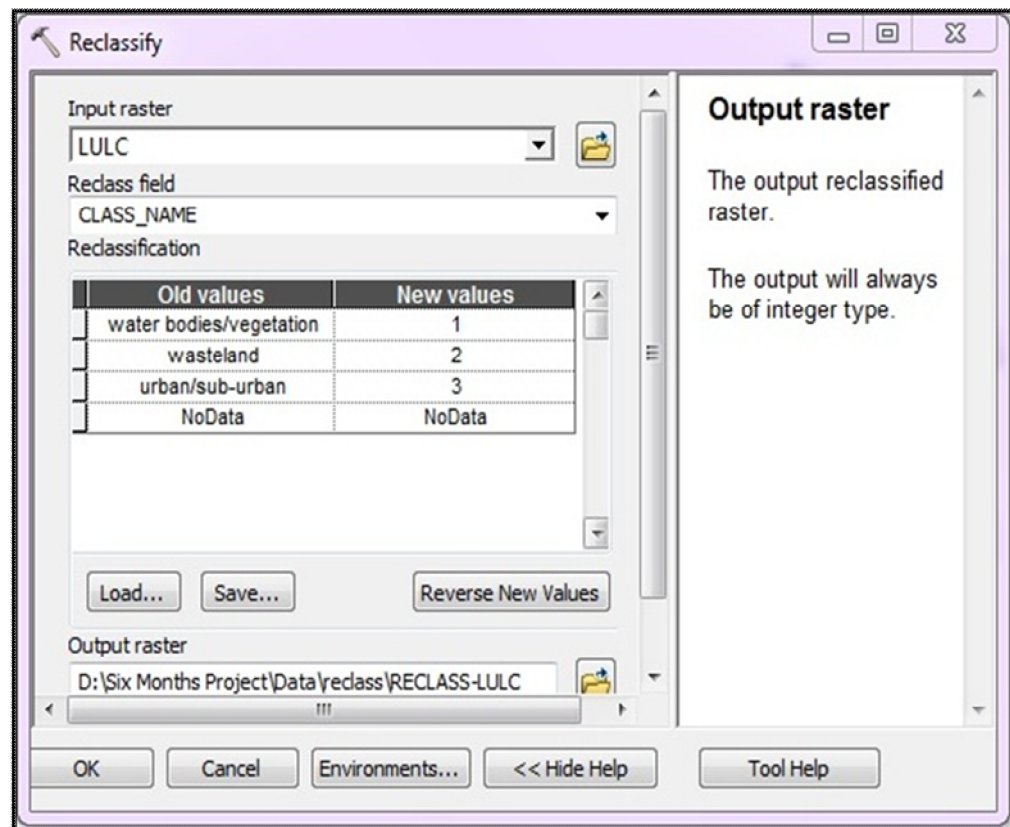 Reclassify
Input raster
LULC
Reclass field
CLASS_NAME
Reclassification
Old values New values
water bodies/vegetation 1
wasteland 2
urban/sub-urban 3
NoData NoData
Load... Save... Reverse New Values
Output raster
D:\Six Months Project\Data\reclass\RECLASS-LULC
OK Cancel Environments... << Hide Help Tool Help
Output raster
The output reclassified
raster.
The output will always
be of integer type.